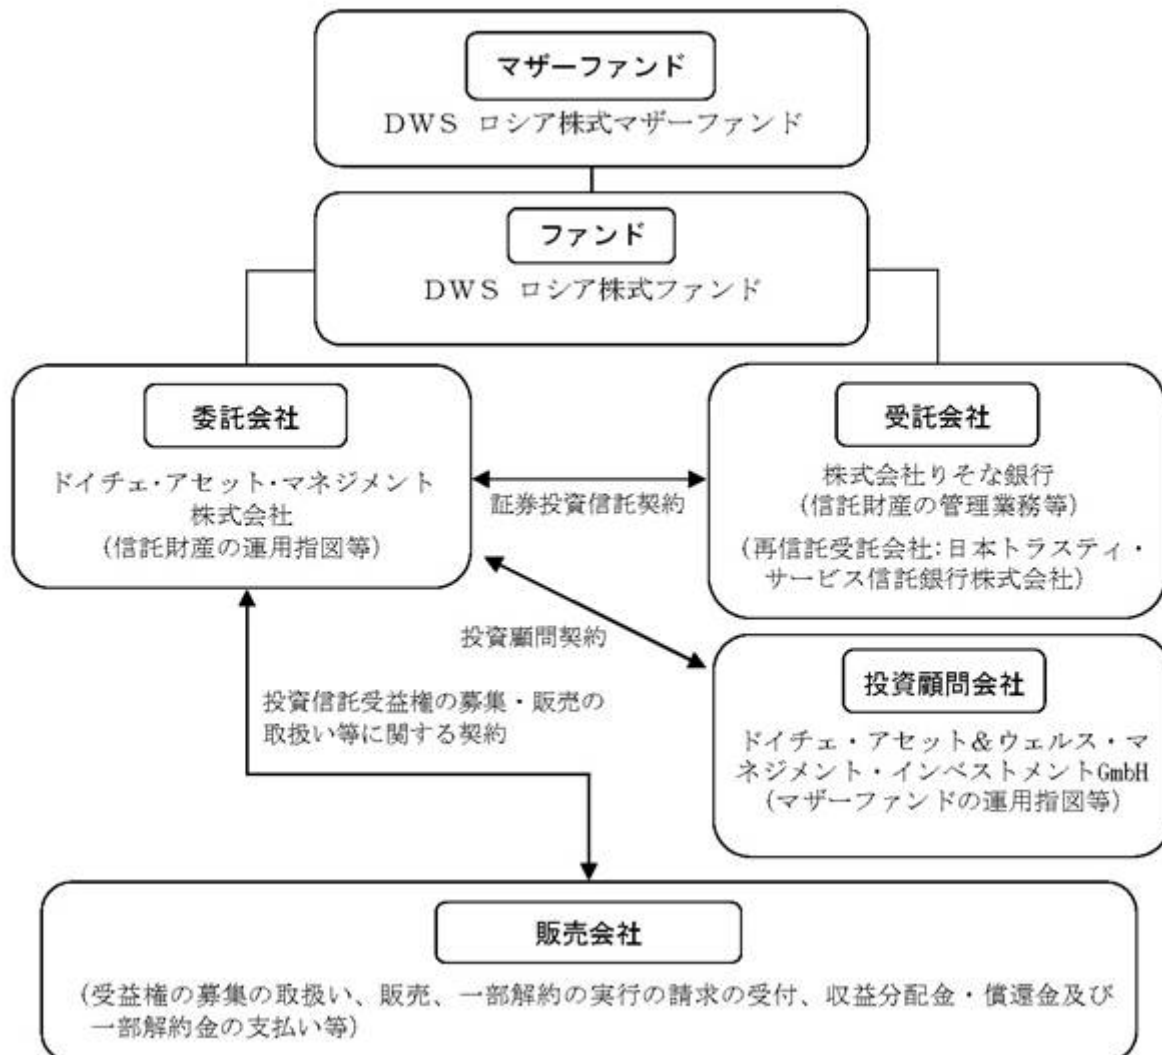 マザーファンド
DWS ロシア株式マザーファンド
ファンド
DWS ロシア株式ファンド
委託会社
ドイチェ・アセット・マネジメント
株式会社
(信託財産の運用指図等)
証券投資信託契約
受託会社
株式会社りそな銀行
(信託財産の管理業務等)
(再信託受託会社:日本トラスティ・
サービス信託銀行株式会社)
投資顧問契約
投資顧問会社
ドイチェ・アセット&ウェルス・マ
ネジメント・インベストメントGmbH
(マザーファンドの運用指図等)
投資信託受益権の募集・販売の
取扱い等に関する契約
販売会社
(受益権の募集の取扱い、販売、一部解約の実行の請求の受付、収益分配金・償還金及び
一部解約金の支払い等)